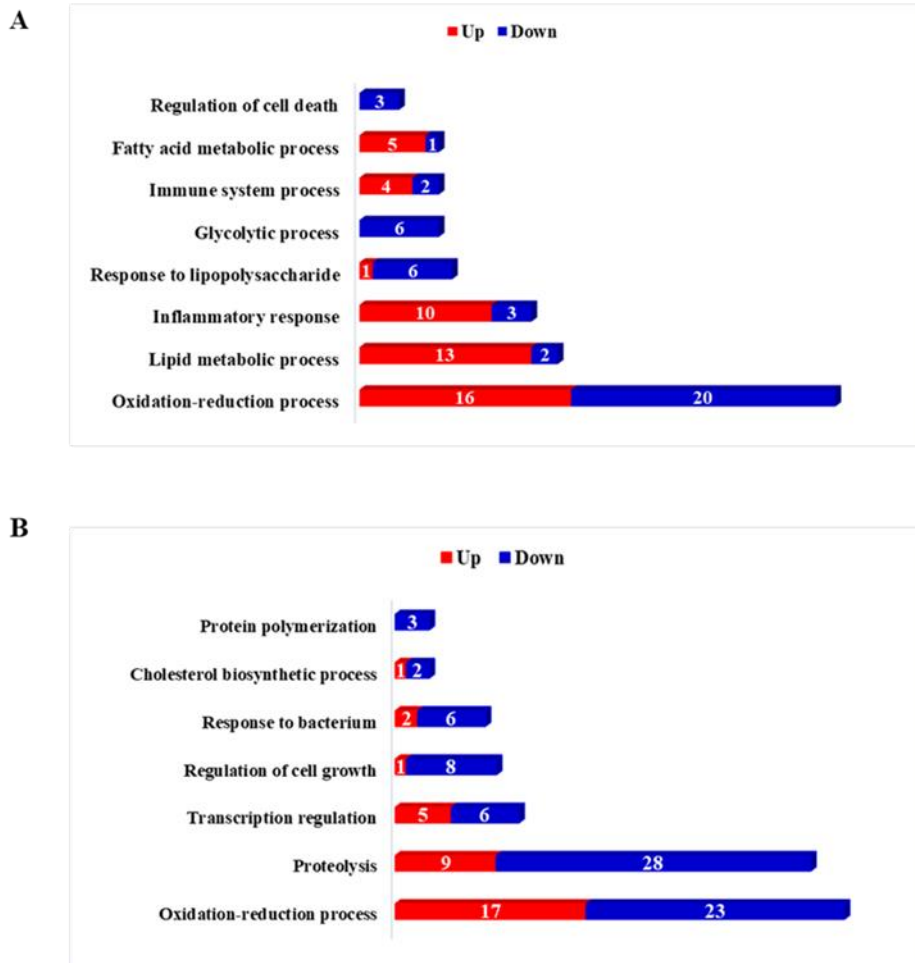 A
Up Down
Regulation of cell death 3
Fatty acid metabolic process 5 1
Immune system process 4 2
Glycolytic process 6
Response to lipopolysaccharide 1 6
Inflammatory response 10 3
Lipid metabolic process 13 2
Oxidation-reduction process 16 20
B
Up Down
Protein polymerization 3
Cholesterol biosynthetic process 1 2
Response to bacterium 2 6
Regulation of cell growth 1 8
Transcription regulation 5 6
Proteolysis 9 28
Oxidation-reduction process 17 23